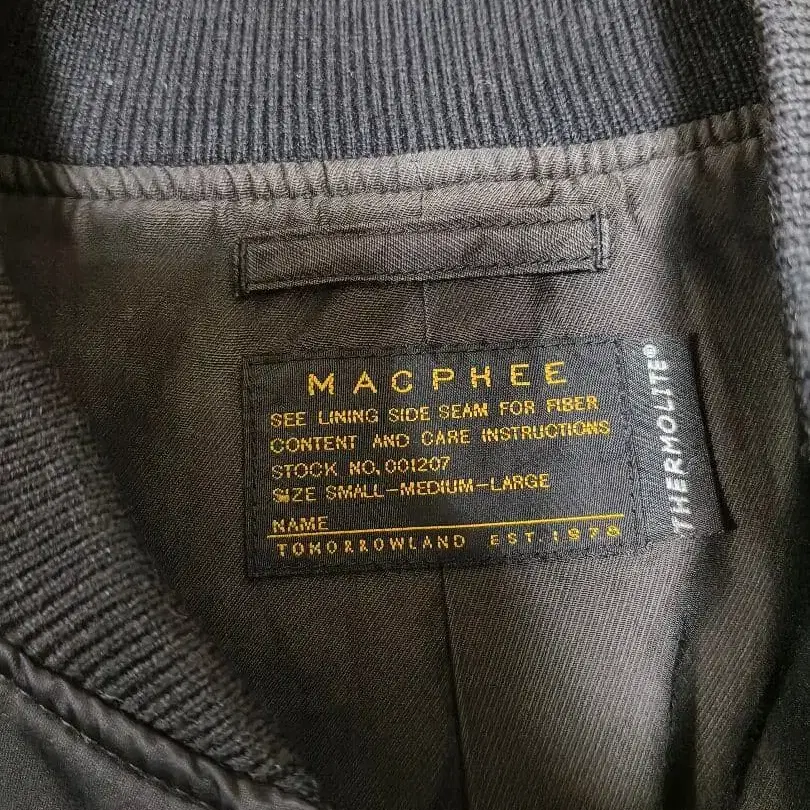 MACPHEE
SEE LINING SIDE SEAM FOR FIBER
CONTENT AND CARE INSTRUCTIONS
STOCK NO. 001207
SIZE SMALL-MEDIUM-LARGE
NAME
TOMORROWLAND EST. 1979
THERMOLITE®